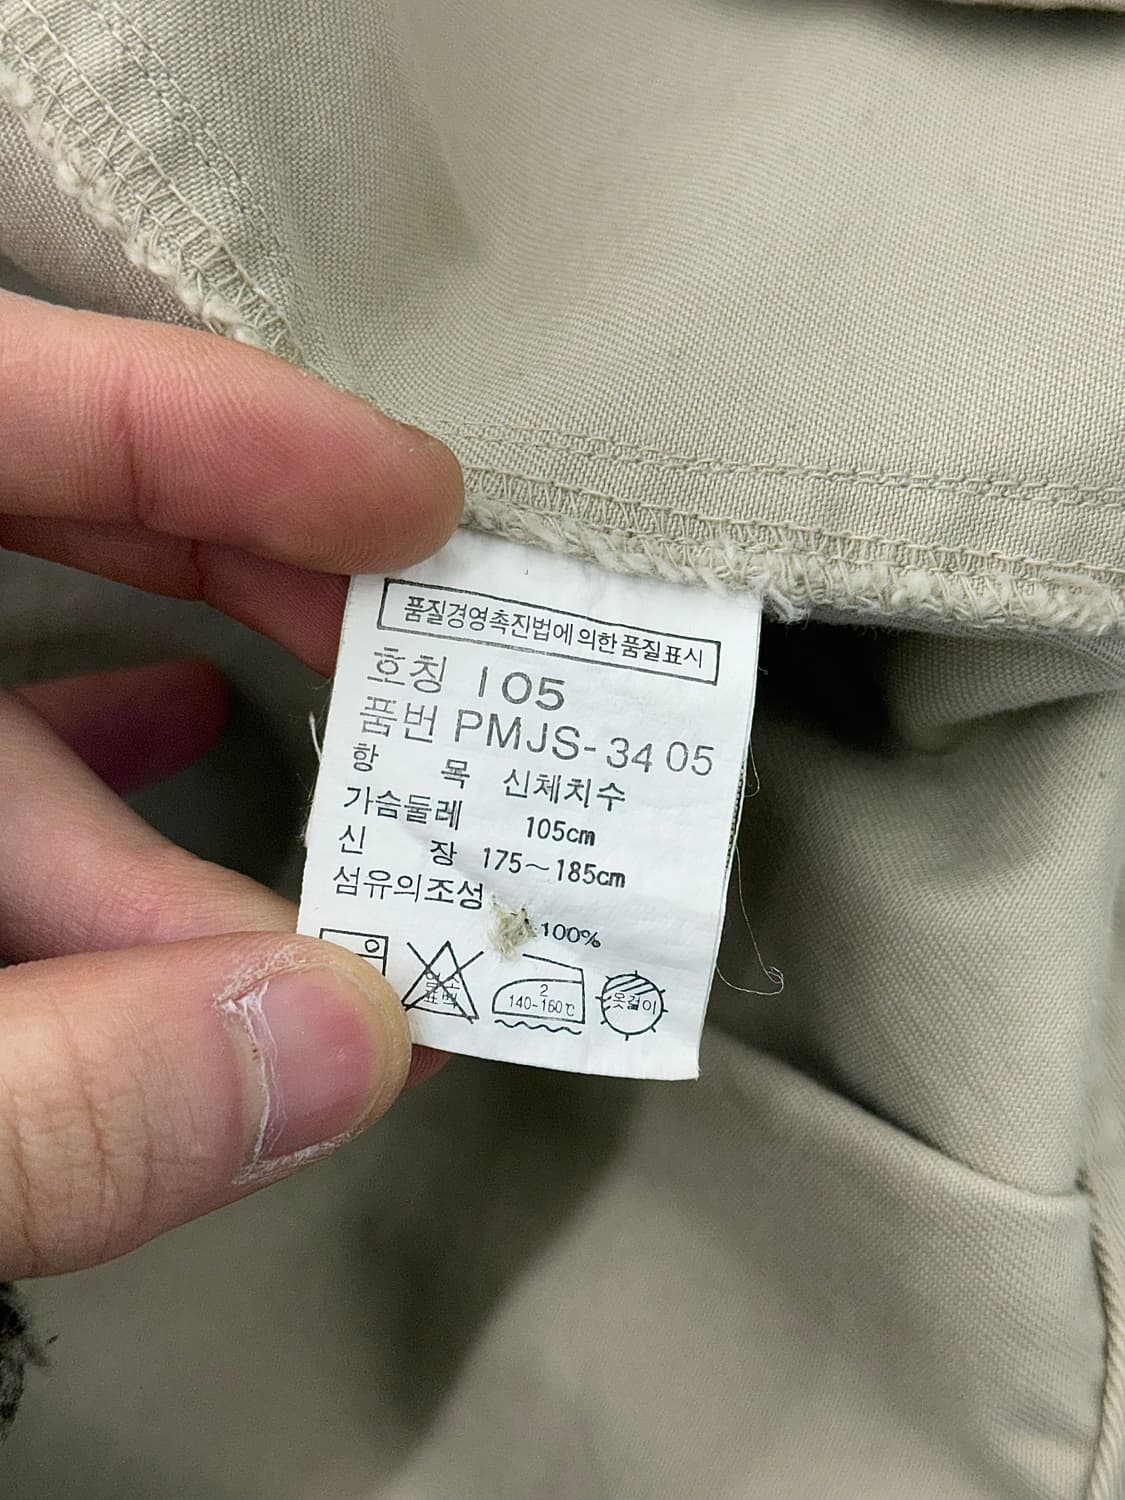 품질경영촉진법에 의한 품질표시
호칭 105
품번 PMJS-3405
항 목 신체치수
가슴둘레 105cm
신 장 175~185cm
섬유의조성
100%
2
140~160℃
옷걸이